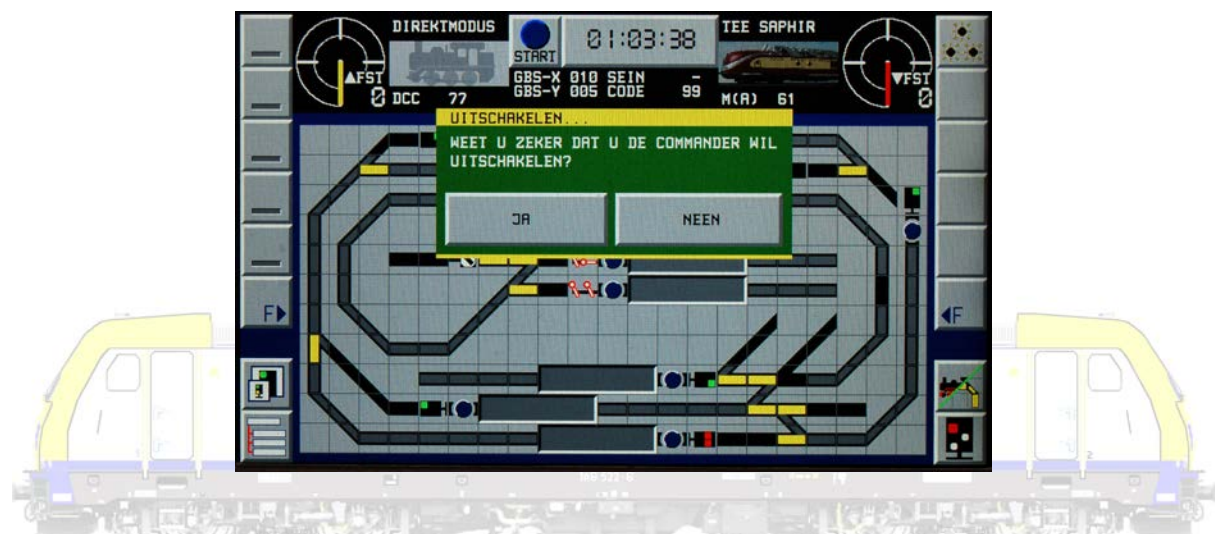 DIREKTMODUS
START
01:03:38
TEE SAPHIR
▲FST
0
DCC 77
GBS-X 010 SEIN -
GBS-Y 005 CODE 99
M(A) 61
▼FST
0
UITSCHAKELEN...
WEET U ZEKER DAT U DE COMMANDER WIL
UITSCHAKELEN?
JA
NEEN
F▶
◀F